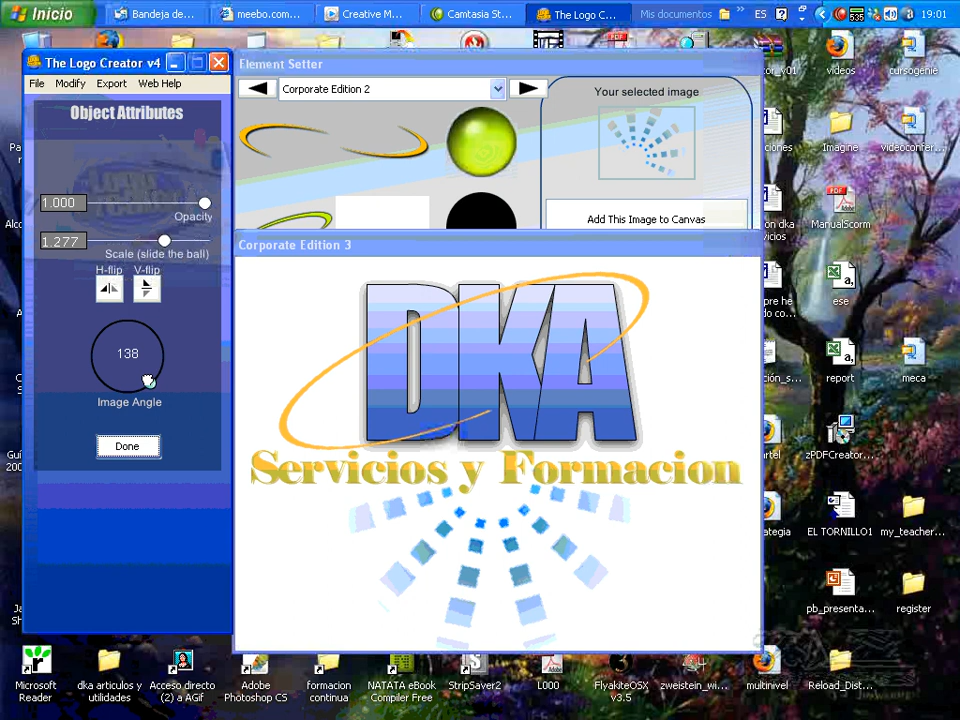 Inicio
Bandeja de...
meebo.com...
Creative M...
Camtasia St...
The Logo C...
Mis documentos
»
ES
535
19:01
The Logo Creator v4
File Modify Export Web Help
Object Attributes
1.000
Opacity
1.277
Scale (slide the ball)
H-flip V-flip
138
Image Angle
Done
Element Setter
Corporate Edition 2
Your selected image
Add This Image to Canvas
Corporate Edition 3
DKA
Servicios y Formacion
videos
cursogenie
Imagine
videoconfer...
ManualScorm
ese
report
meca
zPDFCreator...
EL TORNILLO1
my_teacher...
pb_presenta...
register
Microsoft
Reader
dka articulos y
utilidades
Acceso directo
(2) a AGif
Adobe
Photoshop CS
formacion
continua
NATATA eBook
Compiler Free
StripSaver2
L000
FlyakiteOSX
v3.5
zweistein_wi...
multinivel
Reload_Dist...